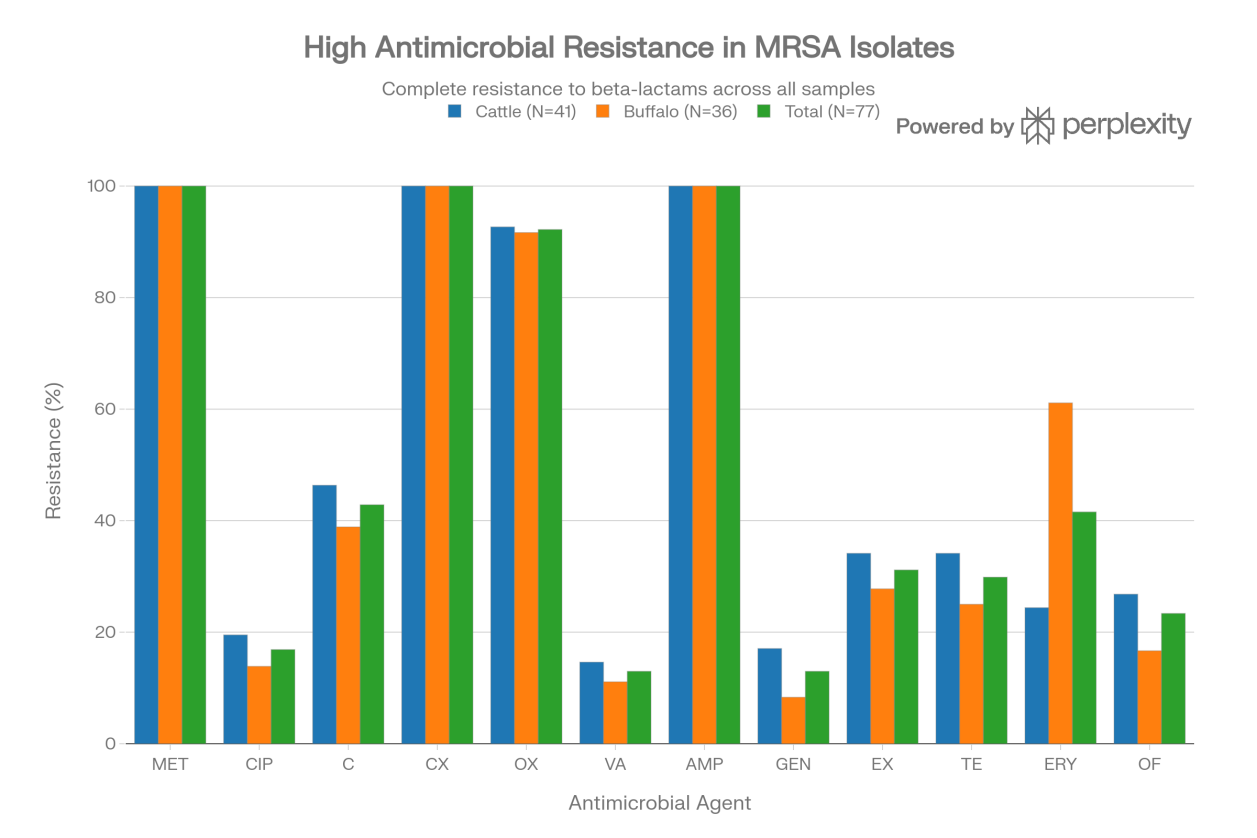 High Antimicrobial Resistance in MRSA Isolates
Complete resistance to beta-lactams across all samples
Cattle (N=41) Buffalo (N=36) Total (N=77)
Powered by perplexity
100
80
60
40
20
0
Resistance (%)
MET CIP C CX OX VA AMP GEN EX TE ERY OF
Antimicrobial Agent